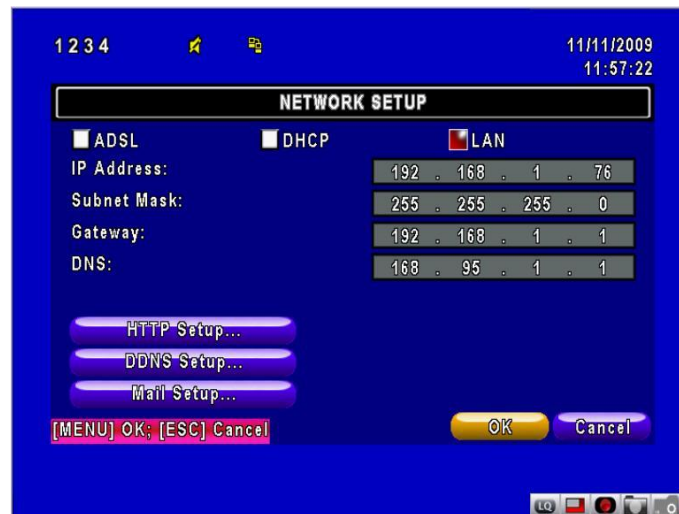 1234
11/11/2009
11:57:22
NETWORK SETUP
ADSL DHCP LAN
IP Address: 192 . 168 . 1 . 76
Subnet Mask: 255 . 255 . 255 . 0
Gateway: 192 . 168 . 1 . 1
DNS: 168 . 95 . 1 . 1
HTTP Setup...
DDNS Setup...
Mail Setup...
[MENU] OK; [ESC] Cancel
OK Cancel
LQ